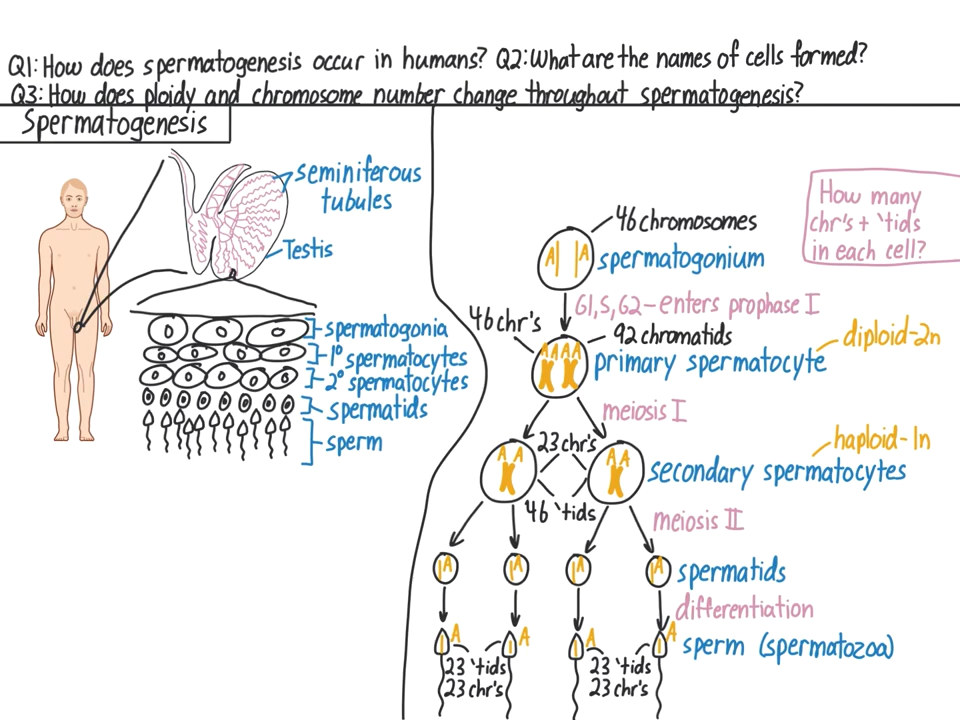 Q1: How does spermatogenesis occur in humans? Q2: What are the names of cells formed?
Q3: How does ploidy and chromosome number change throughout spermatogenesis?
Spermatogenesis
seminiferous
tubules
Testis
spermatogonia
1° spermatocytes
2° spermatocytes
spermatids
sperm
How many
chr's + 'tids
in each cell?
46 chromosomes
A A
spermatogonium
G1, S, G2 - enters prophase I
46 chr's
92 chromatids
diploid - 2n
A A A A
primary spermatocyte
meiosis I
23 chr's
haploid - 1n
A A
A A
secondary spermatocytes
46 'tids
meiosis II
A
A
A
A
spermatids
differentiation
A
A
A
A
sperm (spermatozoa)
23 'tids
23 chr's
23 'tids
23 chr's